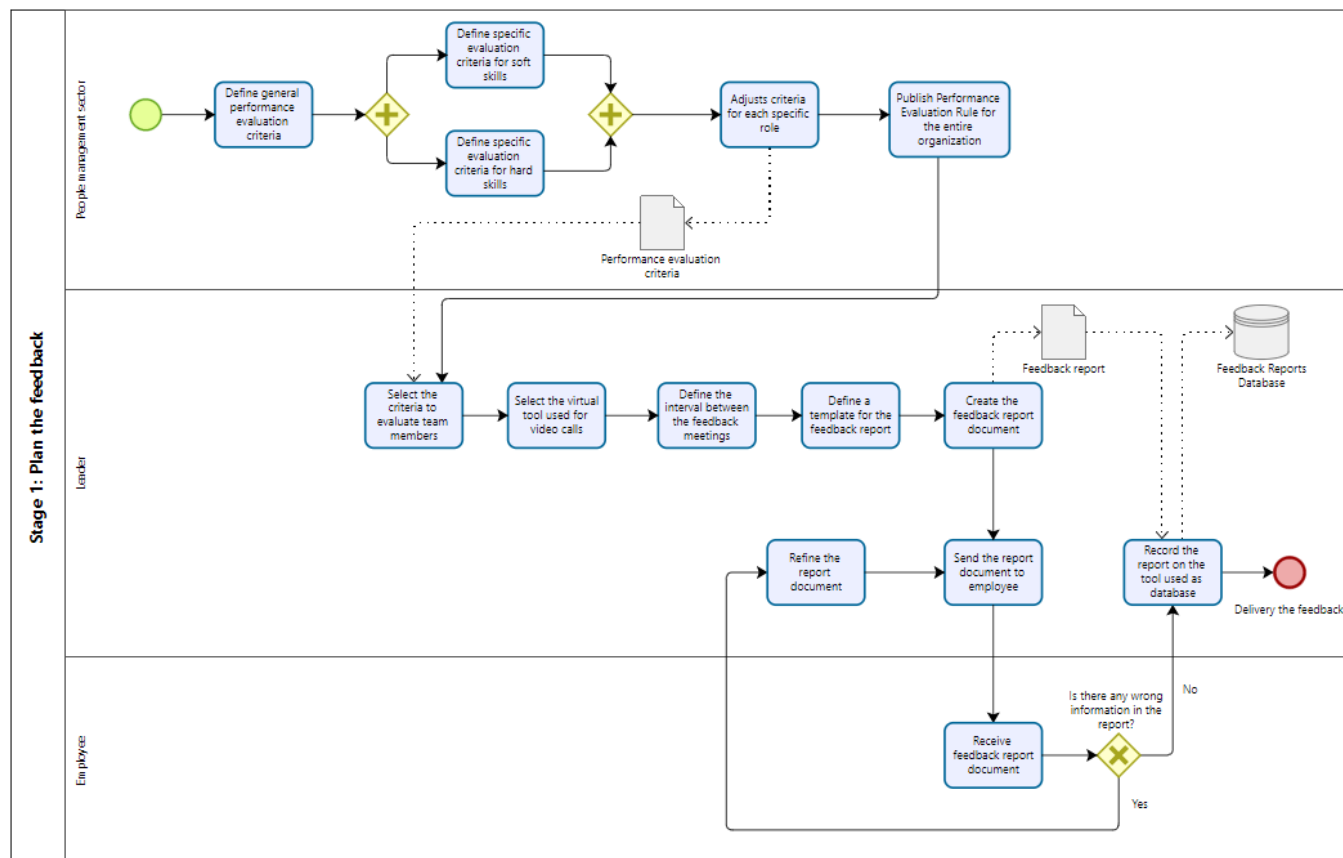 Stage 1: Plan the feedback
People management sector
Define general
performance
evaluation
criteria
Define specific
evaluation
criteria for soft
skills
Define specific
evaluation
criteria for hard
skills
Adjusts criteria
for each specific
role
Publish Performance
Evaluation Rule for
the entire
organization
Performance evaluation
criteria
Leader
Select the
criteria to
evaluate team
members
Select the virtual
tool used for
video calls
Define the
interval between
the feedback
meetings
Define a
template for the
feedback report
Create the
feedback report
document
Feedback report
Feedback Reports
Database
Refine the
report
document
Send the report
document to
employee
Record the
report on the
tool used as
database
Delivery the feedback
Employee
Receive
feedback report
document
Is there any wrong
information in the
report?
No
Yes